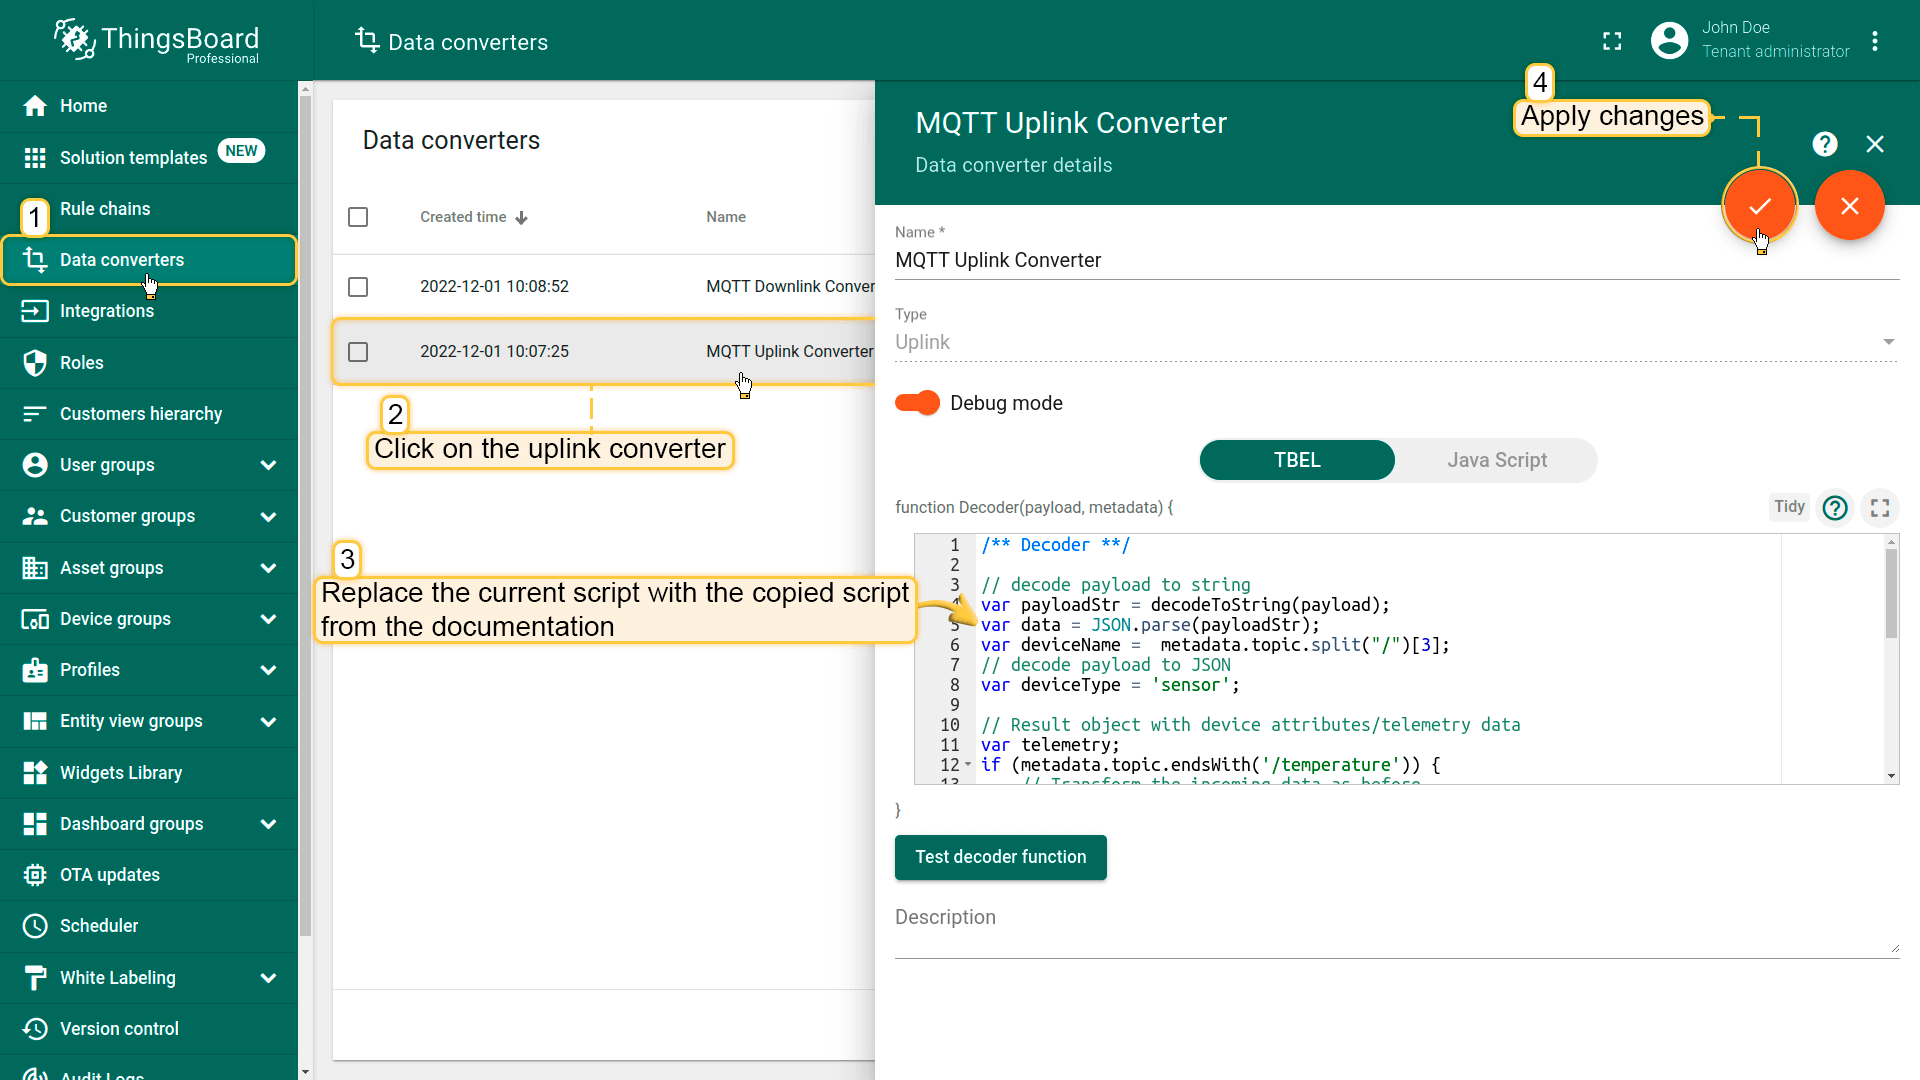 ThingsBoard
Professional
Data converters
John Doe
Tenant administrator
Home
Solution templates NEW
Rule chains
1
Data converters
Integrations
Roles
Customers hierarchy
User groups
Customer groups
Asset groups
Device groups
Profiles
Entity view groups
Widgets Library
Dashboard groups
OTA updates
Scheduler
White Labeling
Version control
Audit Logs
Data converters
Created time Name
2022-12-01 10:08:52 MQTT Downlink Conver
2022-12-01 10:07:25 MQTT Uplink Converter
2
Click on the uplink converter
3
Replace the current script with the copied script
from the documentation
4
Apply changes
MQTT Uplink Converter
Data converter details
Name *
MQTT Uplink Converter
Type
Uplink
Debug mode
TBEL Java Script
function Decoder(payload, metadata) {
Tidy
1 /** Decoder **/
2
3 // decode payload to string
4 var payloadStr = decodeToString(payload);
5 var data = JSON.parse(payloadStr);
6 var deviceName =  metadata.topic.split("/")[3];
7 // decode payload to JSON
8 var deviceType = 'sensor';
9
10 // Result object with device attributes/telemetry data
11 var telemetry;
12 if (metadata.topic.endsWith('/temperature')) {
13 // Transform the incoming data as before
}
Test decoder function
Description